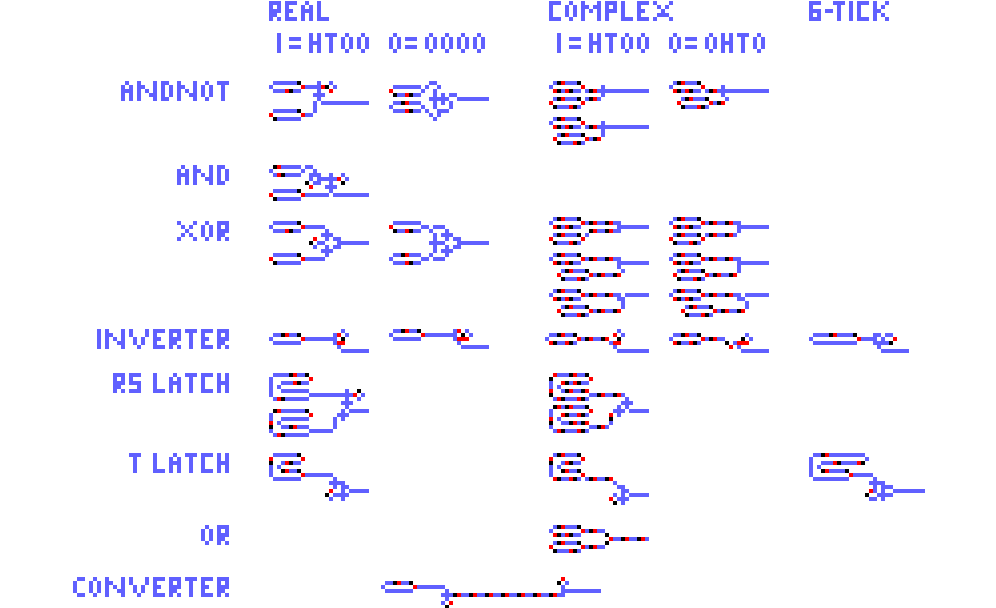 REAL COMPLEX 6-TICK
1=HT00 0=0000 1=HT00 0=0HT0
ANDNOT
AND
XOR
INVERTER
RS LATCH
T LATCH
OR
CONVERTER